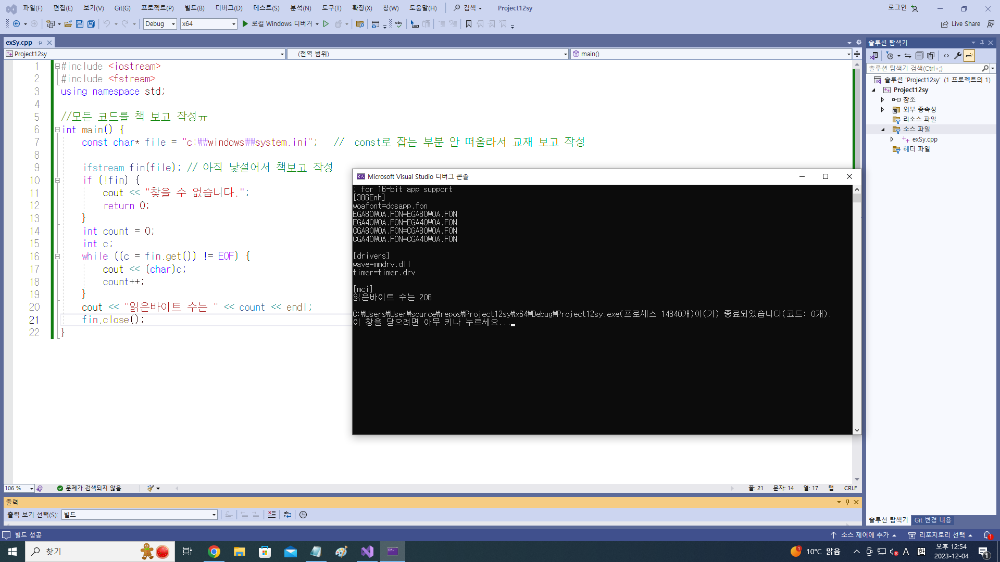 파일(F) 편집(E) 보기(V) Git(G) 프로젝트(P) 빌드(B) 디버그(D) 테스트(S) 분석(N) 도구(T) 확장(X) 창(W) 도움말(H) 검색 Project12sy 로그인
Debug x64 로컬 Windows 디버거 Live Share
exSy.cpp
Project12sy (전역 범위) main()
1 #include <iostream>
2 #include <fstream>
3 using namespace std;
4
5 //모든 코드를 책 보고 작성ㅠ
6 int main() {
7 const char* file = "c:₩₩windows₩₩system.ini"; // const로 잡는 부분 안 떠올라서 교재 보고 작성
8
9 ifstream fin(file); // 아직 낯설어서 책보고 작성
10 if (!fin) {
11 cout << "찾을 수 없습니다.";
12 return 0;
13 }
14 int count = 0;
15 int c;
16 while ((c = fin.get()) != EOF) {
17 cout << (char)c;
18 count++;
19 }
20 cout << "읽은바이트 수는 " << count << endl;
21 fin.close();
22 }
Microsoft Visual Studio 디버그 콘솔
; for 16-bit app support
[386Enh]
woafont=dosapp.fon
EGA80WOA.FON=EGA80WOA.FON
EGA40WOA.FON=EGA40WOA.FON
CGA80WOA.FON=CGA80WOA.FON
CGA40WOA.FON=CGA40WOA.FON
[drivers]
wave=mmdrv.dll
timer=timer.drv
[mci]
읽은바이트 수는 206
C:₩Users₩User₩source₩repos₩Project12sy₩x64₩Debug₩Project12sy.exe(프로세스 14340개)이(가) 종료되었습니다(코드: 0개).
이 창을 닫으려면 아무 키나 누르세요...
솔루션 탐색기
솔루션 탐색기 검색(Ctrl+;)
솔루션 'Project12sy' (1 프로젝트의 1)
Project12sy
참조
외부 종속성
리소스 파일
소스 파일
exSy.cpp
헤더 파일
106 % 문제가 검색되지 않음 줄: 21 문자: 14 열: 17 탭 CRLF
출력
출력 보기 선택(S): 빌드
솔루션 탐색기 Git 변경 내용
빌드 성공 소스 제어에 추가 리포지토리 선택 1
찾기 1 10°C 맑음 A 한 오후 12:54
2023-12-04 1